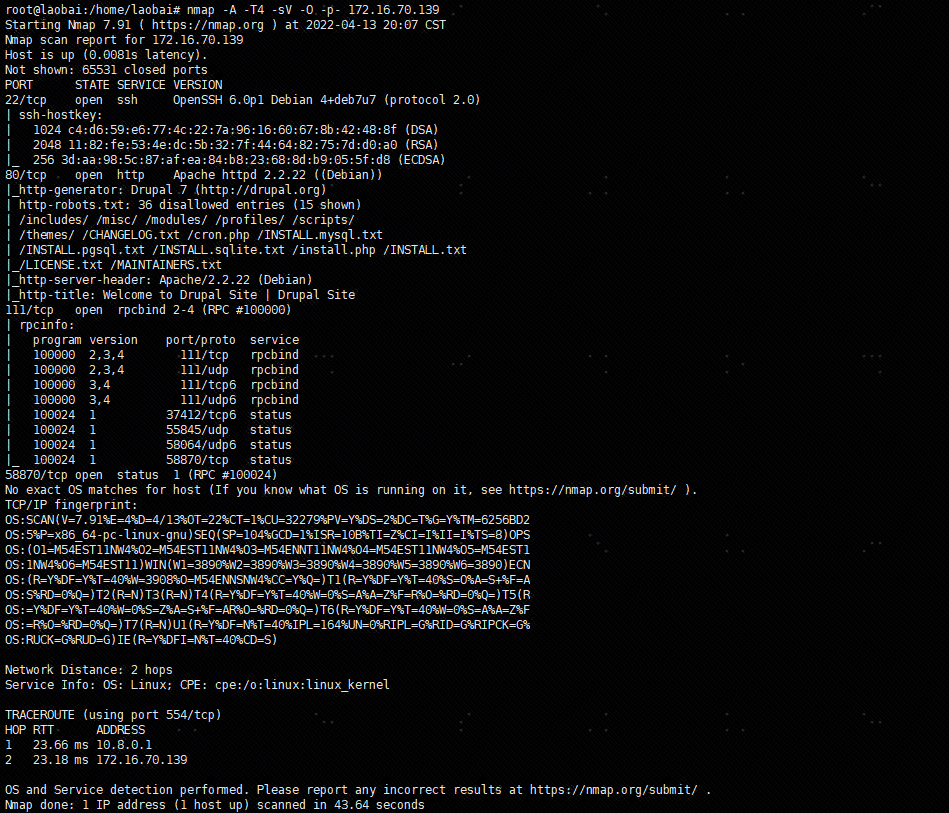 root@laobai:/home/laobai# nmap -A -T4 -sV -O -p- 172.16.70.139
Starting Nmap 7.91 ( https://nmap.org ) at 2022-04-13 20:07 CST
Nmap scan report for 172.16.70.139
Host is up (0.0081s latency).
Not shown: 65531 closed ports
PORT      STATE SERVICE VERSION
22/tcp    open  ssh     OpenSSH 6.0p1 Debian 4+deb7u7 (protocol 2.0)
| ssh-hostkey:
|   1024 c4:d6:59:e6:77:4c:22:7a:96:16:60:67:8b:42:48:8f (DSA)
|   2048 11:82:fe:53:4e:dc:5b:32:7f:44:64:82:75:7d:d0:a0 (RSA)
|_  256 3d:aa:98:5c:87:af:ea:84:b8:23:68:8d:b9:05:5f:d8 (ECDSA)
80/tcp    open  http    Apache httpd 2.2.22 ((Debian))
|_http-generator: Drupal 7 (http://drupal.org)
| http-robots.txt: 36 disallowed entries (15 shown)
| /includes/ /misc/ /modules/ /profiles/ /scripts/
| /themes/ /CHANGELOG.txt /cron.php /INSTALL.mysql.txt
| /INSTALL.pgsql.txt /INSTALL.sqlite.txt /install.php /INSTALL.txt
|_/LICENSE.txt /MAINTAINERS.txt
|_http-server-header: Apache/2.2.22 (Debian)
|_http-title: Welcome to Drupal Site | Drupal Site
111/tcp   open  rpcbind 2-4 (RPC #100000)
| rpcinfo:
|   program version    port/proto  service
|   100000  2,3,4        111/tcp   rpcbind
|   100000  2,3,4        111/udp   rpcbind
|   100000  3,4          111/tcp6  rpcbind
|   100000  3,4          111/udp6  rpcbind
|   100024  1          37412/tcp6  status
|   100024  1          55845/udp   status
|   100024  1          58064/udp6  status
|_  100024  1          58870/tcp   status
58870/tcp open  status  1 (RPC #100024)
No exact OS matches for host (If you know what OS is running on it, see https://nmap.org/submit/ ).
TCP/IP fingerprint:
OS:SCAN(V=7.91%E=4%D=4/13%OT=22%CT=1%CU=32279%PV=Y%DS=2%DC=T%G=Y%TM=6256BD2
OS:5%P=x86_64-pc-linux-gnu)SEQ(SP=104%GCD=1%ISR=10B%TI=Z%CI=I%II=I%TS=8)OPS
OS:(O1=M54EST11NW4%O2=M54EST11NW4%O3=M54ENNT11NW4%O4=M54EST11NW4%O5=M54EST1
OS:1NW4%O6=M54EST11)WIN(W1=3890%W2=3890%W3=3890%W4=3890%W5=3890%W6=3890)ECN
OS:(R=Y%DF=Y%T=40%W=3908%O=M54ENNSNW4%CC=Y%Q=)T1(R=Y%DF=Y%T=40%S=O%A=S+%F=A
OS:S%RD=0%Q=)T2(R=N)T3(R=N)T4(R=Y%DF=Y%T=40%W=0%S=A%A=Z%F=R%O=%RD=0%Q=)T5(R
OS:=Y%DF=Y%T=40%W=0%S=Z%A=S+%F=AR%O=%RD=0%Q=)T6(R=Y%DF=Y%T=40%W=0%S=A%A=Z%F
OS:=R%O=%RD=0%Q=)T7(R=N)U1(R=Y%DF=N%T=40%IPL=164%UN=0%RIPL=G%RID=G%RIPCK=G%
OS:RUCK=G%RUD=G)IE(R=Y%DFI=N%T=40%CD=S)
Network Distance: 2 hops
Service Info: OS: Linux; CPE: cpe:/o:linux:linux_kernel
TRACEROUTE (using port 554/tcp)
HOP RTT      ADDRESS
1   23.66 ms 10.8.0.1
2   23.18 ms 172.16.70.139
OS and Service detection performed. Please report any incorrect results at https://nmap.org/submit/ .
Nmap done: 1 IP address (1 host up) scanned in 43.64 seconds